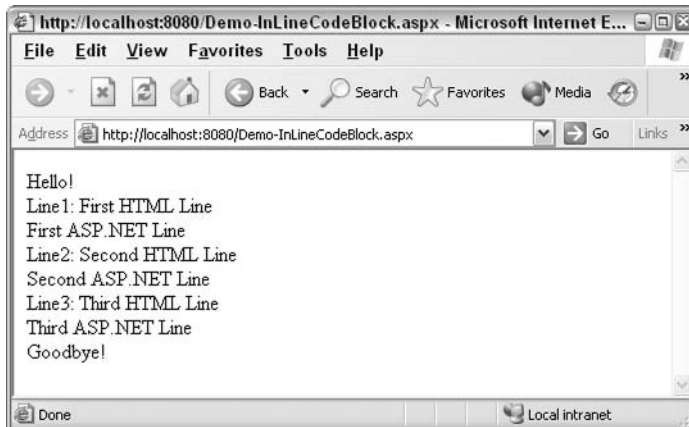 http://localhost:8080/Demo-InLineCodeBlock.aspx - Microsoft Internet E...
File Edit View Favorites Tools Help
Back Search Favorites Media »
Address http://localhost:8080/Demo-InLineCodeBlock.aspx Go Links »
Hello!
Line1: First HTML Line
First ASP.NET Line
Line2: Second HTML Line
Second ASP.NET Line
Line3: Third HTML Line
Third ASP.NET Line
Goodbye!
Done Local intranet